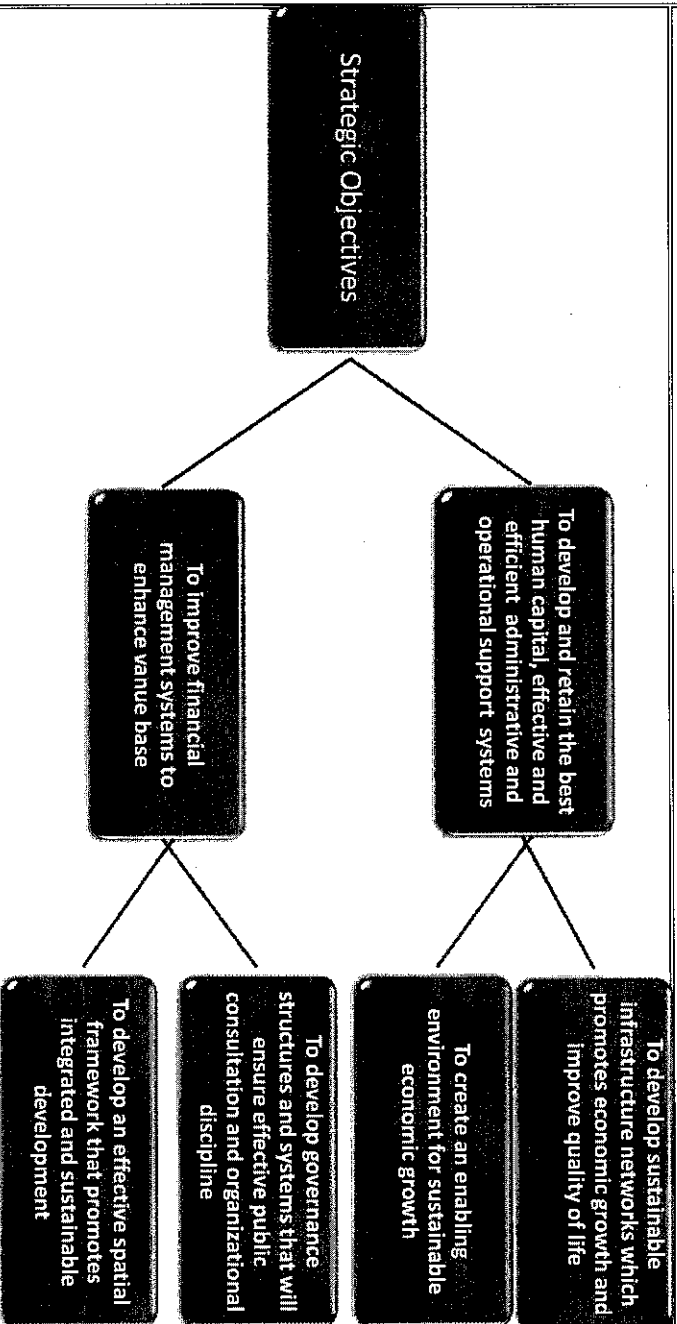 Strategic Objectives
To develop and retain the best
human capital, effective and
efficient administrative and
operational support systems
To improve financial
management systems to
enhance vanue base
To develop sustainable
infrastructure networks which
promotes economic growth and
improve quality of life
To create an enabling
environment for sustainable
economic growth
To develop governance
structures and systems that will
ensure effective public
consultation and organizational
discipline
To develop an effective spatial
framework that promotes
integrated and sustainable
development